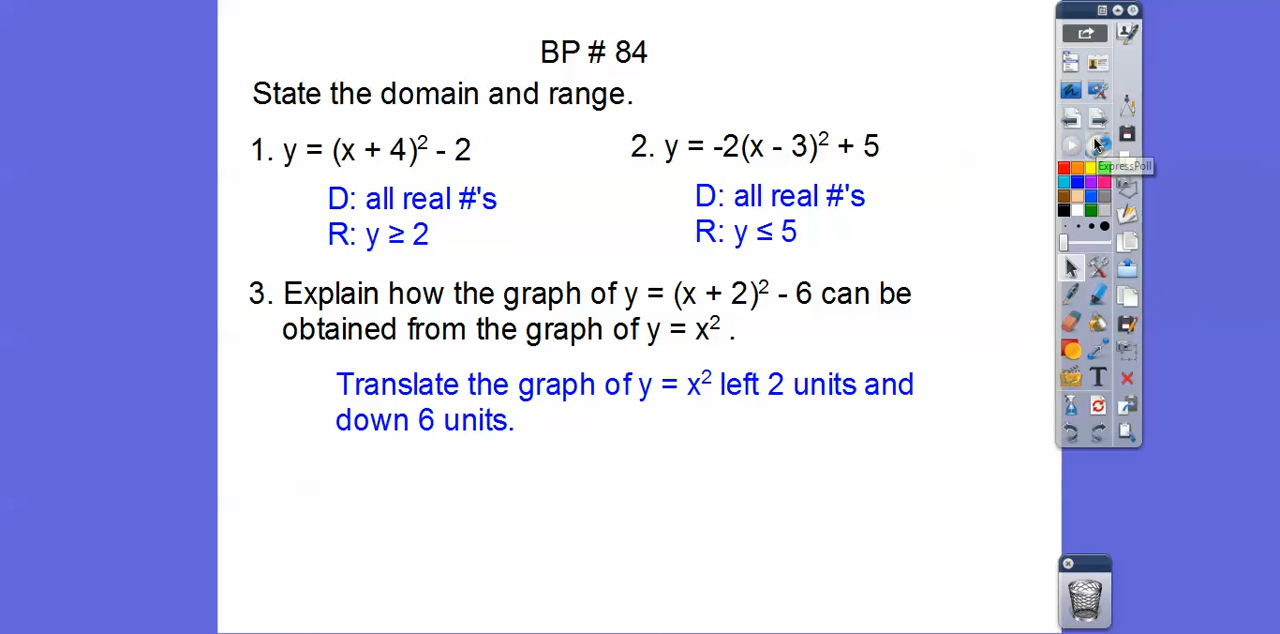 BP # 84
State the domain and range.
1. y = (x + 4)² - 2
2. y = -2(x - 3)² + 5
D: all real #'s
R: y ≥ 2
D: all real #'s
R: y ≤ 5
3. Explain how the graph of y = (x + 2)² - 6 can be
obtained from the graph of y = x² .
Translate the graph of y = x² left 2 units and
down 6 units.
ExpressPoll
T